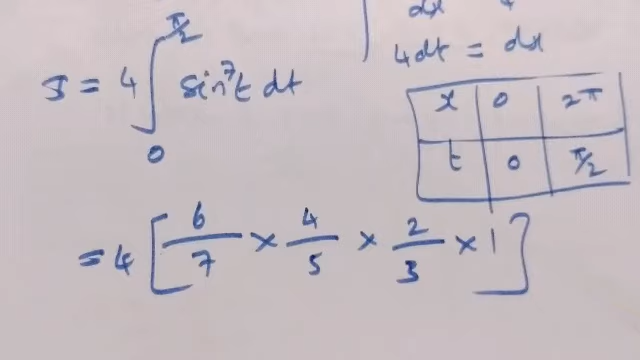 4dt = dx
= 4 ∫₀^(π/2) sin⁷t dt
x | 0 | 2π
t | 0 | π/2
= 4 [ 6/7 × 4/5 × 2/3 × 1 ]